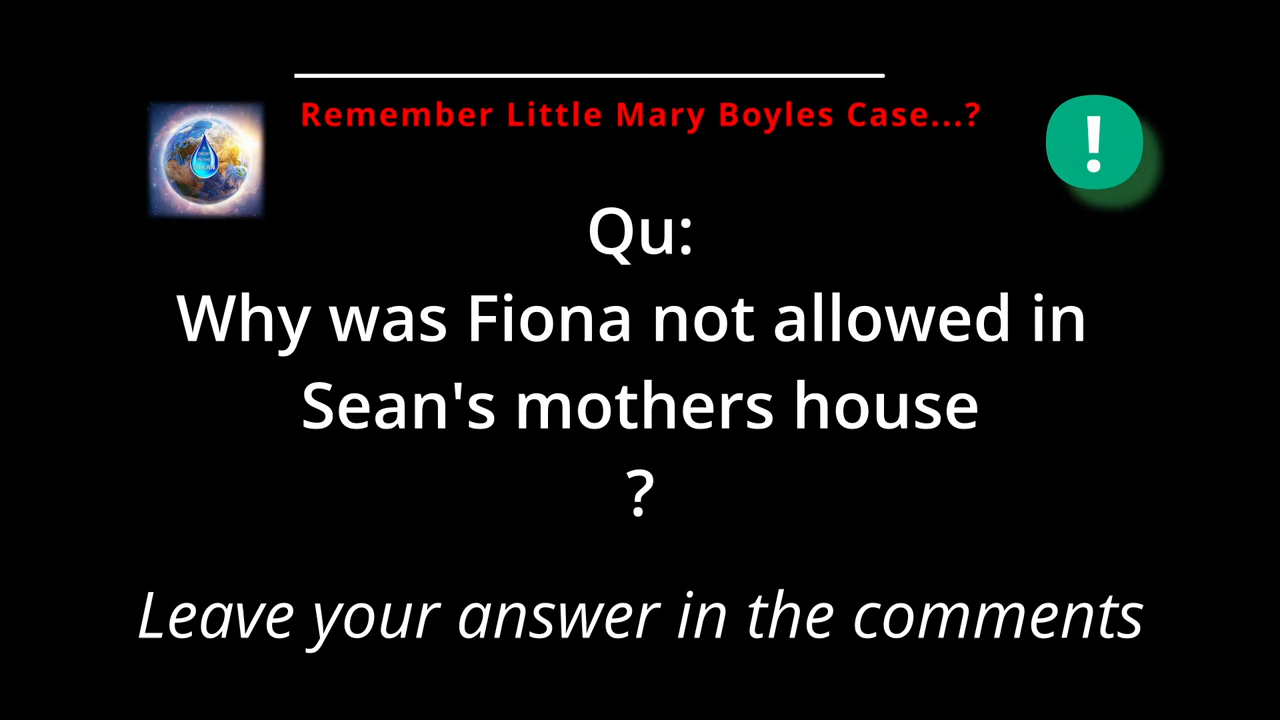 Remember Little Mary Boyles Case...?
!
Qu:
Why was Fiona not allowed in
Sean's mothers house
?
Leave your answer in the comments